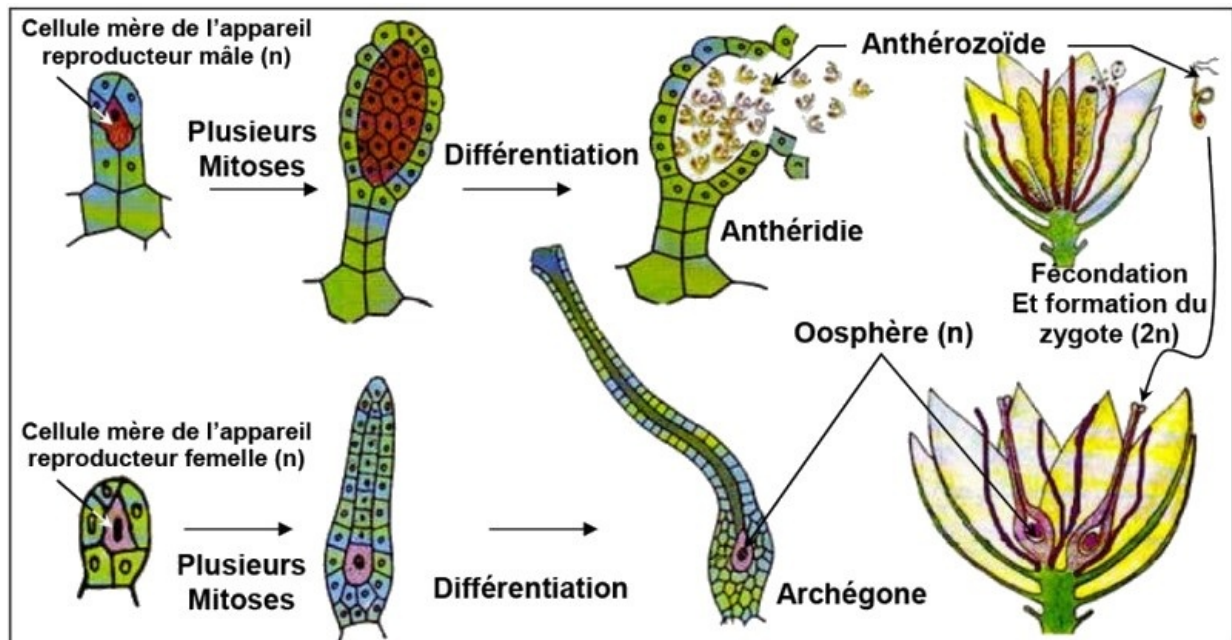 Cellule mère de l'appareil
reproducteur mâle (n)
Plusieurs
Mitoses
Différentiation
Anthérozoïde
Anthéridie
Fécondation
Et formation du
zygote (2n)
Oosphère (n)
Cellule mère de l'appareil
reproducteur femelle (n)
Plusieurs
Mitoses
Différentiation
Archégone